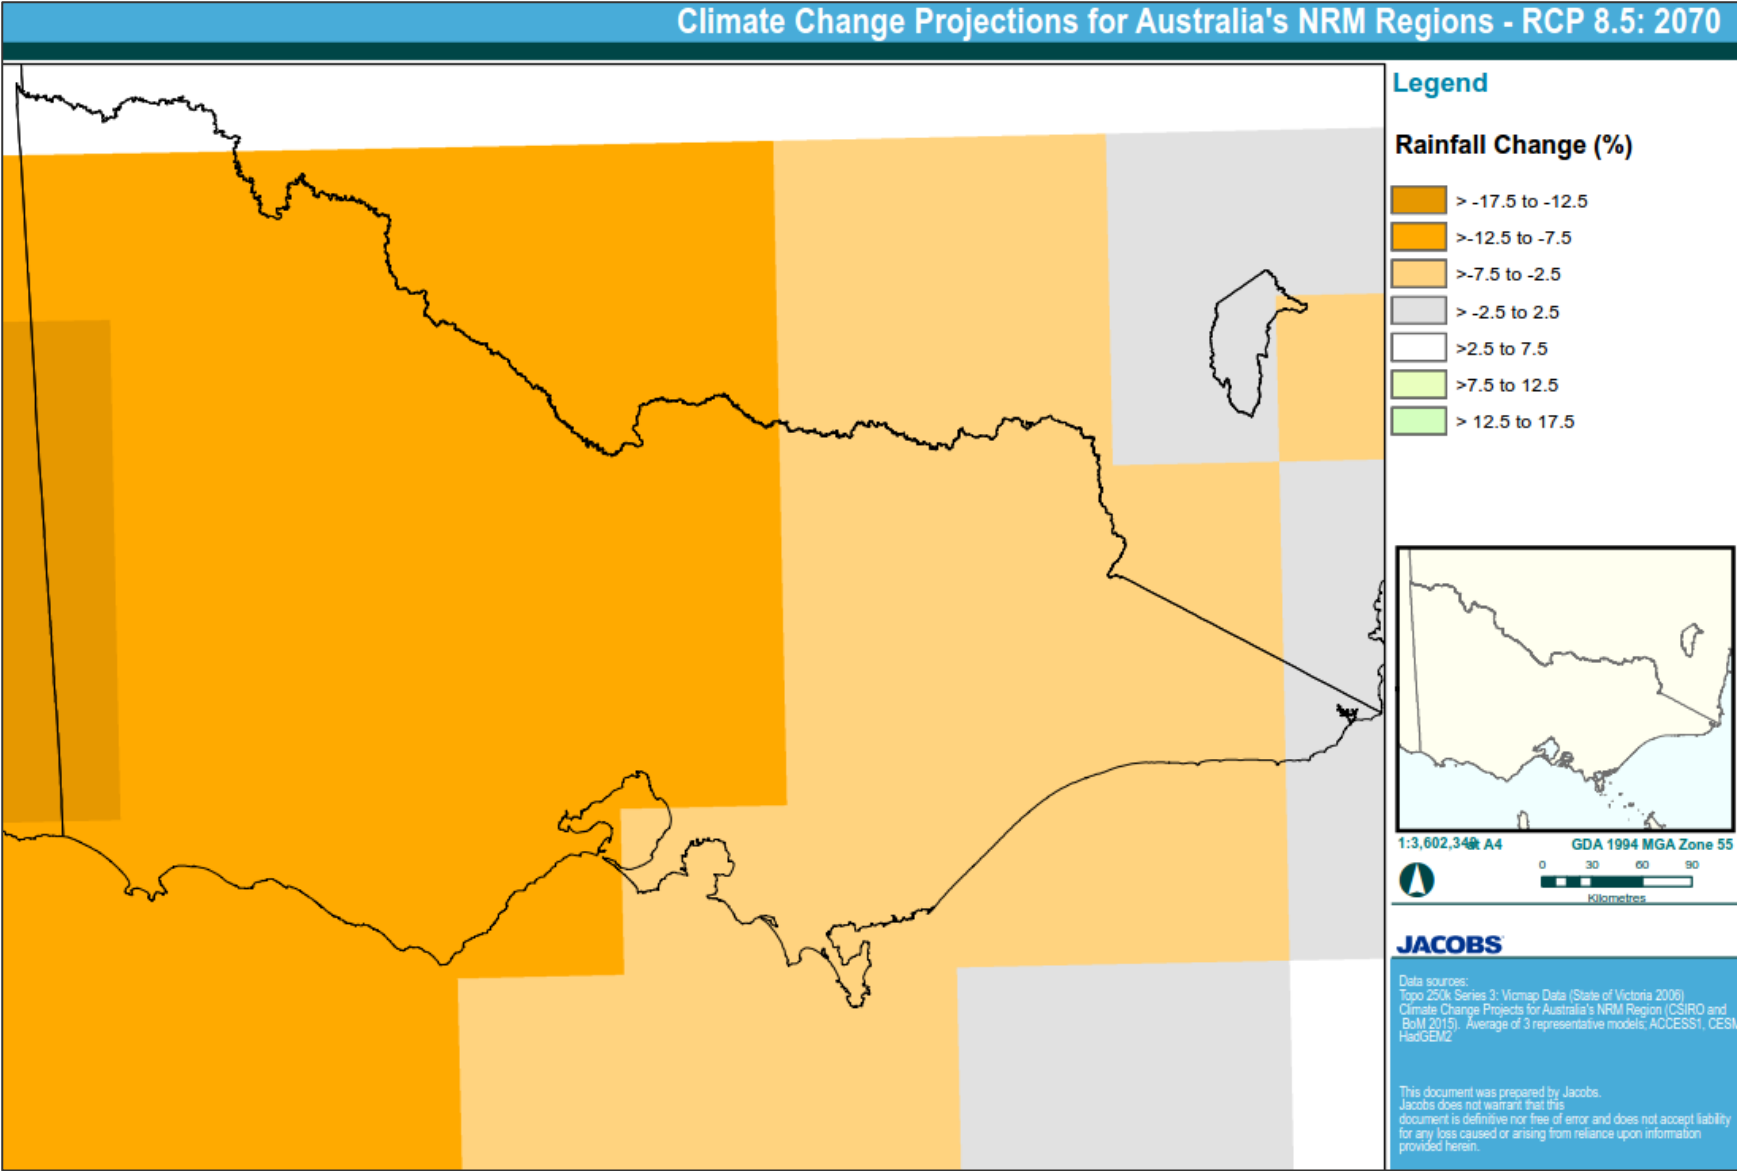 Climate Change Projections for Australia's NRM Regions - RCP 8.5: 2070
Legend
Rainfall Change (%)
> -17.5 to -12.5
>-12.5 to -7.5
>-7.5 to -2.5
> -2.5 to 2.5
>2.5 to 7.5
>7.5 to 12.5
> 12.5 to 17.5
1:3,602,349 at A4
GDA 1994 MGA Zone 55
0 30 60 90
Kilometres
JACOBS
Data sources:
Topo 250k Series 3: Vicmap Data (State of Victoria 2006)
Climate Change Projects for Australia's NRM Region (CSIRO and
BoM 2015). Average of 3 representative models; ACCESS1, CESM
HadGEM2
This document was prepared by Jacobs.
Jacobs does not warrant that this
document is definitive nor free of error and does not accept liability
for any loss caused or arising from reliance upon information
provided herein.